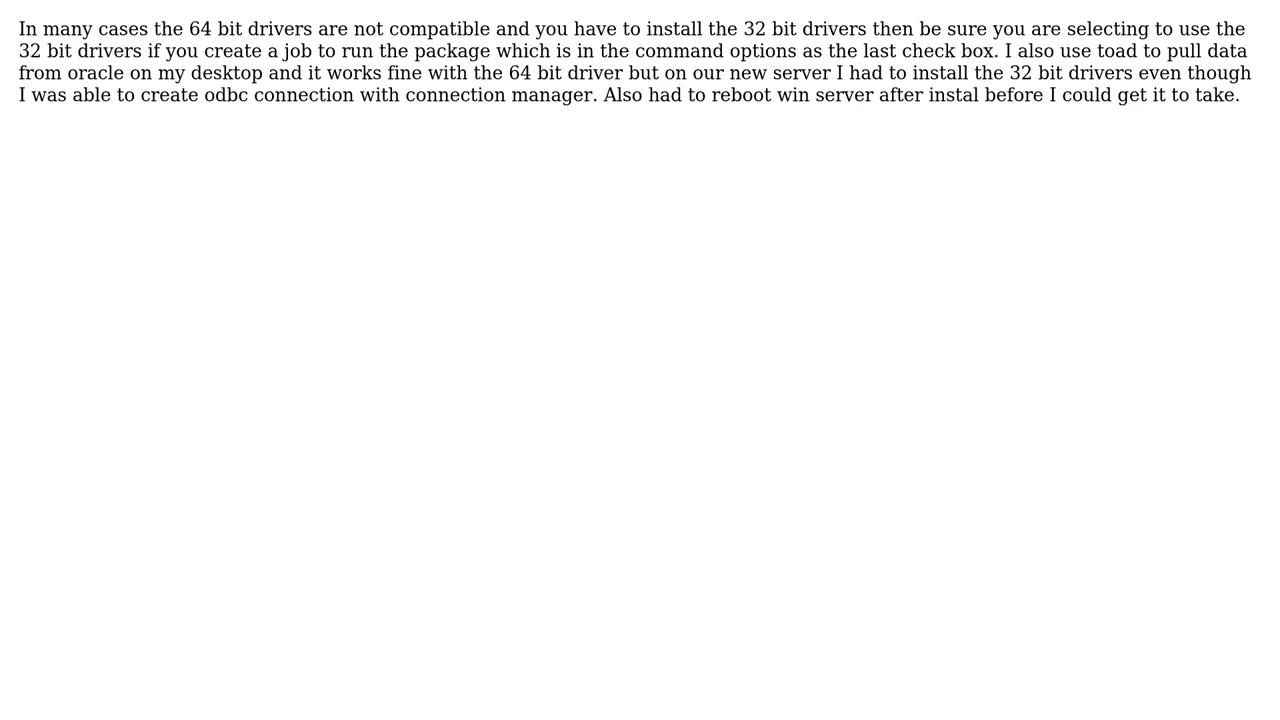 In many cases the 64 bit drivers are not compatible and you have to install the 32 bit drivers then be sure you are selecting to use the
32 bit drivers if you create a job to run the package which is in the command options as the last check box. I also use toad to pull data
from oracle on my desktop and it works fine with the 64 bit driver but on our new server I had to install the 32 bit drivers even though
I was able to create odbc connection with connection manager. Also had to reboot win server after instal before I could get it to take.